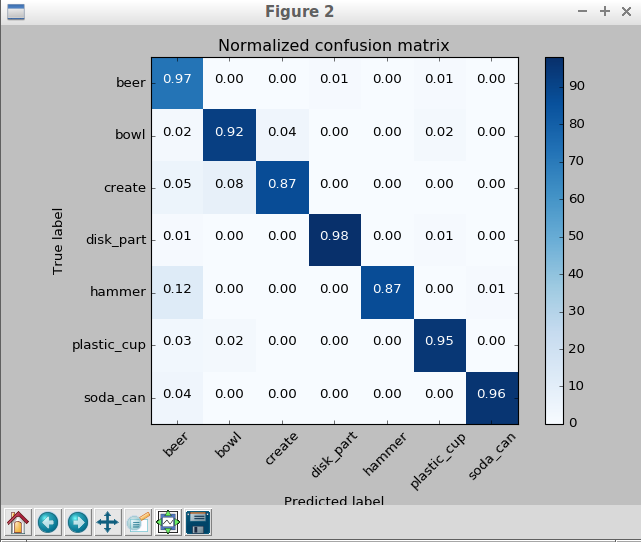 Figure 2
Normalized confusion matrix
beer 0.97 0.00 0.00 0.01 0.00 0.01 0.00
bowl 0.02 0.92 0.04 0.00 0.00 0.02 0.00
create 0.05 0.08 0.87 0.00 0.00 0.00 0.00
disk_part 0.01 0.00 0.00 0.98 0.00 0.01 0.00
hammer 0.12 0.00 0.00 0.00 0.87 0.00 0.01
plastic_cup 0.03 0.02 0.00 0.00 0.00 0.95 0.00
soda_can 0.04 0.00 0.00 0.00 0.00 0.00 0.96
True label
beer bowl create disk_part hammer plastic_cup soda_can
Predicted label
90
80
70
60
50
40
30
20
10
0